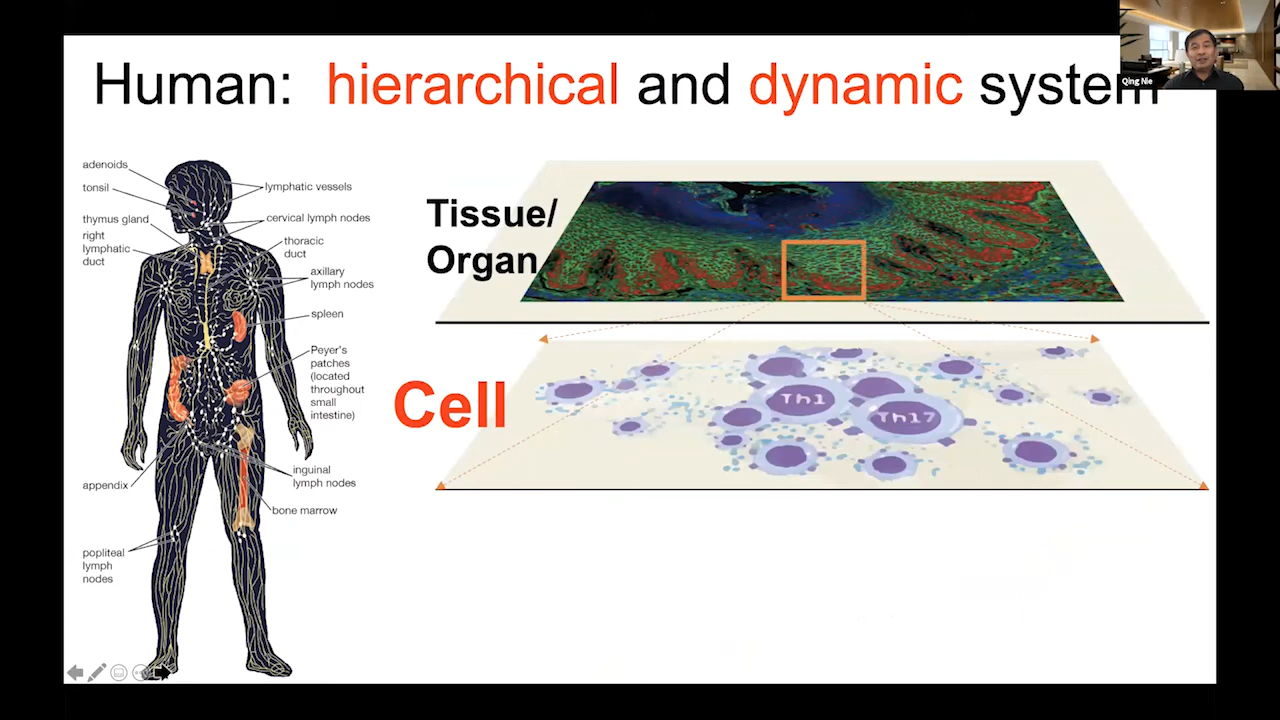 Human: hierarchical and dynamic system
Qing Nie
adenoids
tonsil
thymus gland
right
lymphatic
duct
lymphatic vessels
cervical lymph nodes
thoracic
duct
axillary
lymph nodes
spleen
Peyer's
patches
(located
throughout
small
intestine)
inguinal
lymph nodes
bone marrow
appendix
popliteal
lymph
nodes
Tissue/
Organ
Cell
Th1
Th17